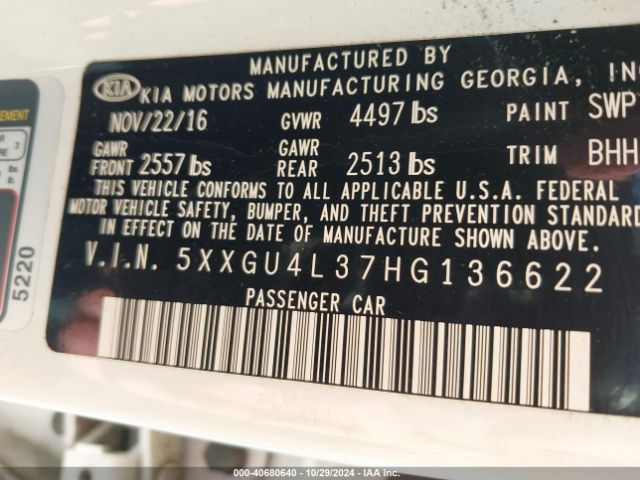 MANUFACTURED BY
KIA KIA MOTORS MANUFACTURING GEORGIA, INC
NOV/22/16 GVWR 4497 lbs PAINT SWP
GAWR FRONT 2557 lbs GAWR REAR 2513 lbs TRIM BHH
THIS VEHICLE CONFORMS TO ALL APPLICABLE U.S.A. FEDERAL
MOTOR VEHICLE SAFETY, BUMPER, AND THEFT PREVENTION STANDARD
IN EFFECT ON THE DATE OF MANUFACTURE SHOWN ABOVE.
V.I.N. 5XXGU4L37HG136622
PASSENGER CAR
5220
000-40680640 - 10/29/2024 - IAA Inc.